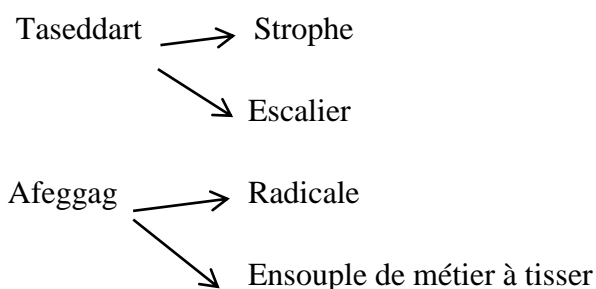 Taseddart Strophe
Escalier
Afeggag Radicale
Ensouple de métier à tisser